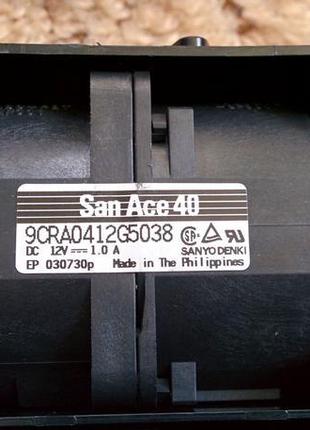 San Ace 40
9CRA0412G5038
DC 12V⎓1.0 A
SANYO DENKI
EP 030730p Made in The Philippines